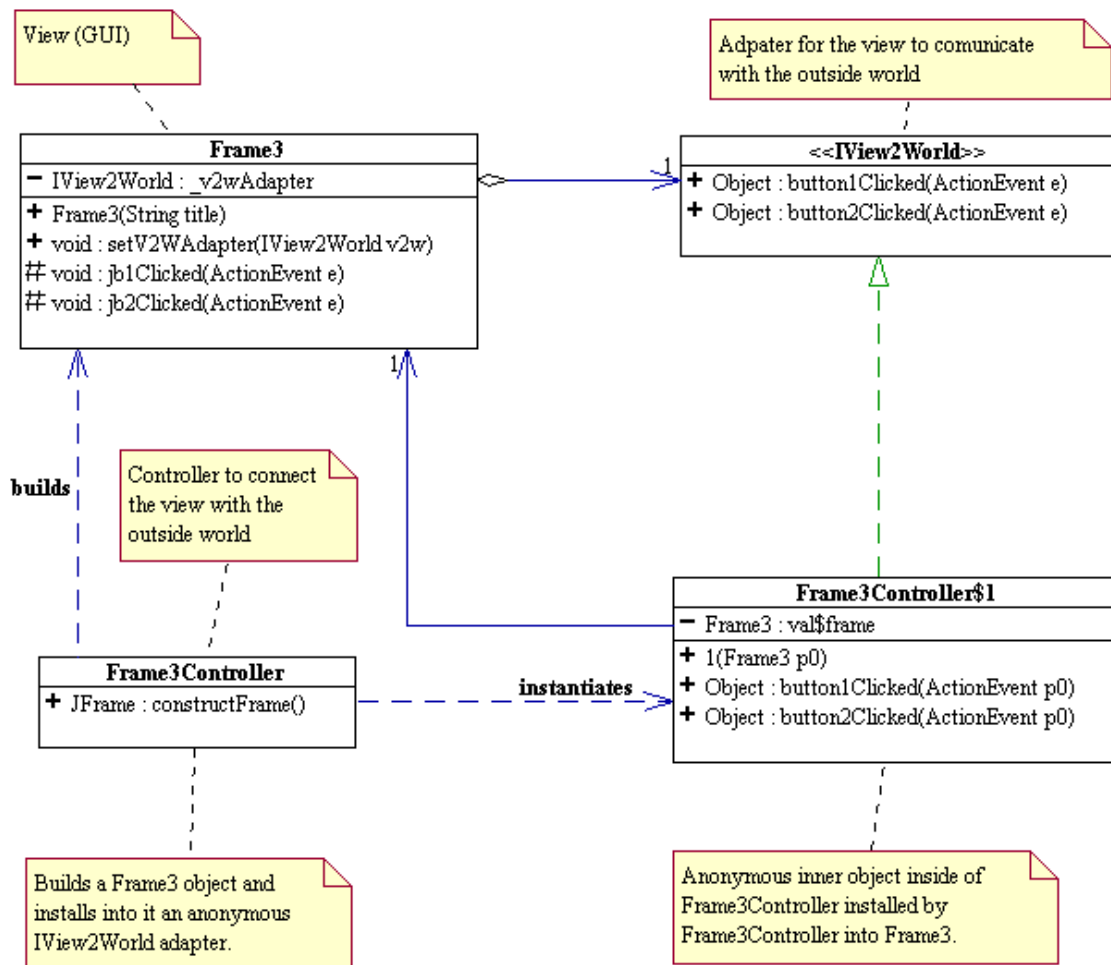 View (GUI)
Adpater for the view to comunicate
with the outside world
Frame3
- IView2World : _v2wAdapter
+ Frame3(String title)
+ void : setV2WAdapter(IView2World v2w)
# void : jb1Clicked(ActionEvent e)
# void : jb2Clicked(ActionEvent e)
1
<<IView2World>>
+ Object : button1Clicked(ActionEvent e)
+ Object : button2Clicked(ActionEvent e)
1
builds
Controller to connect
the view with the
outside world
Frame3Controller
+ JFrame : constructFrame()
instantiates
Frame3Controller$1
- Frame3 : val$frame
+ 1(Frame3 p0)
+ Object : button1Clicked(ActionEvent p0)
+ Object : button2Clicked(ActionEvent p0)
Builds a Frame3 object and
installs into it an anonymous
IView2World adapter.
Anonymous inner object inside of
Frame3Controller installed by
Frame3Controller into Frame3.